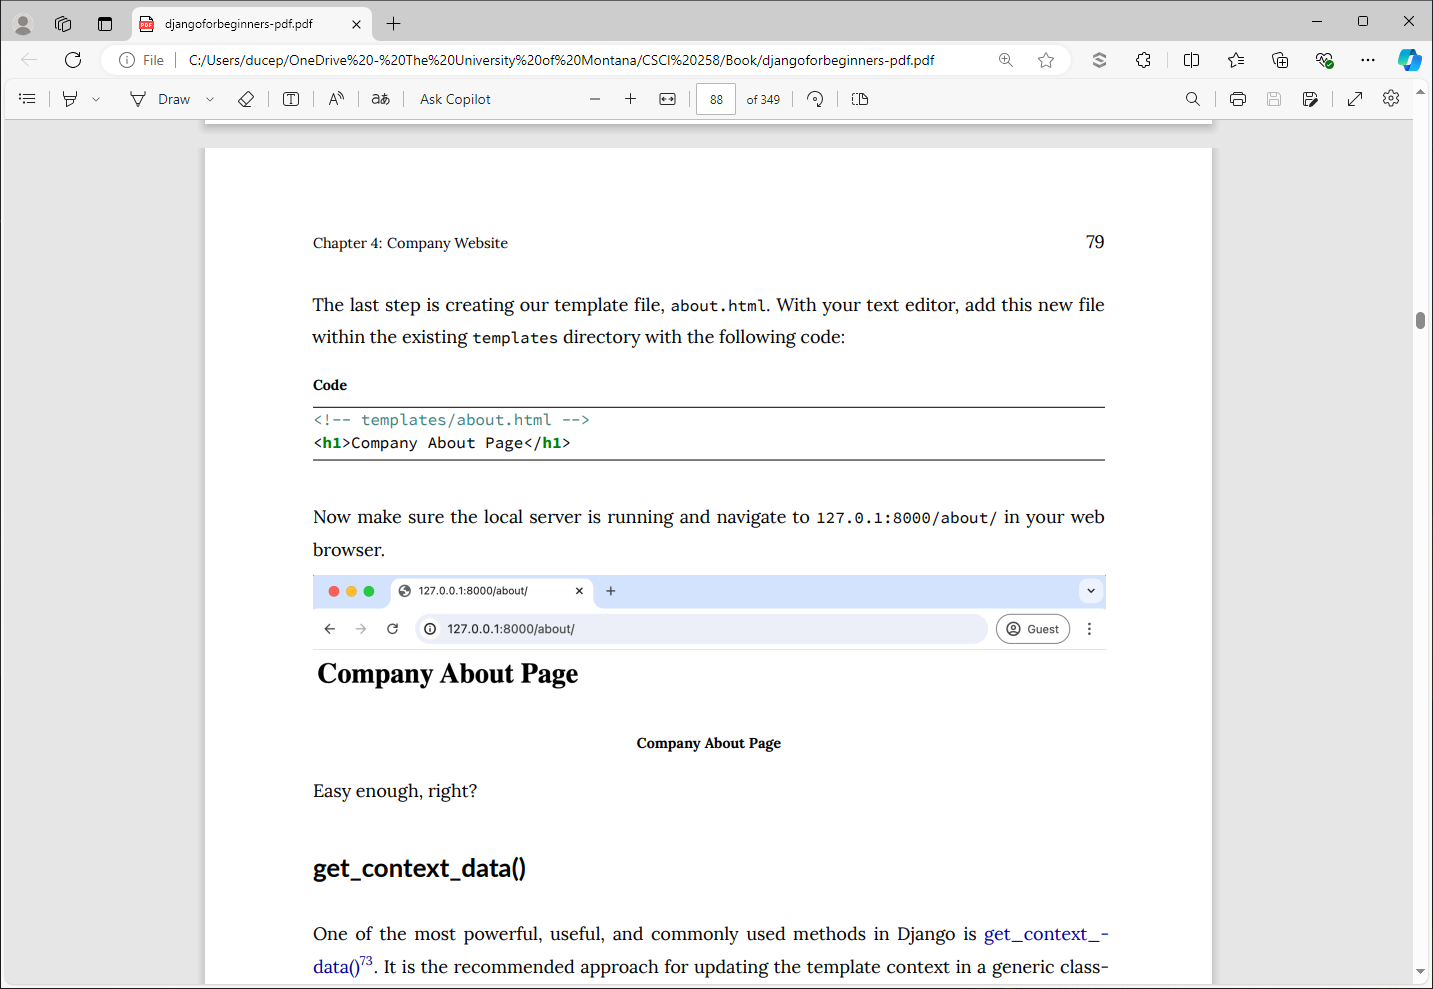 djangoforbeginners-pdf.pdf
File
C:/Users/ducep/OneDrive%20-%20The%20University%20of%20Montana/CSCI%20258/Book/djangoforbeginners-pdf.pdf
Draw
aあ
Ask Copilot
88 of 349
Chapter 4: Company Website 79
The last step is creating our template file, about.html. With your text editor, add this new file
within the existing templates directory with the following code:
Code
<!-- templates/about.html -->
<h1>Company About Page</h1>
Now make sure the local server is running and navigate to 127.0.1:8000/about/ in your web
browser.
127.0.0.1:8000/about/
127.0.0.1:8000/about/ Guest
Company About Page
Company About Page
Easy enough, right?
get_context_data()
One of the most powerful, useful, and commonly used methods in Django is get_context_-
data()73. It is the recommended approach for updating the template context in a generic class-